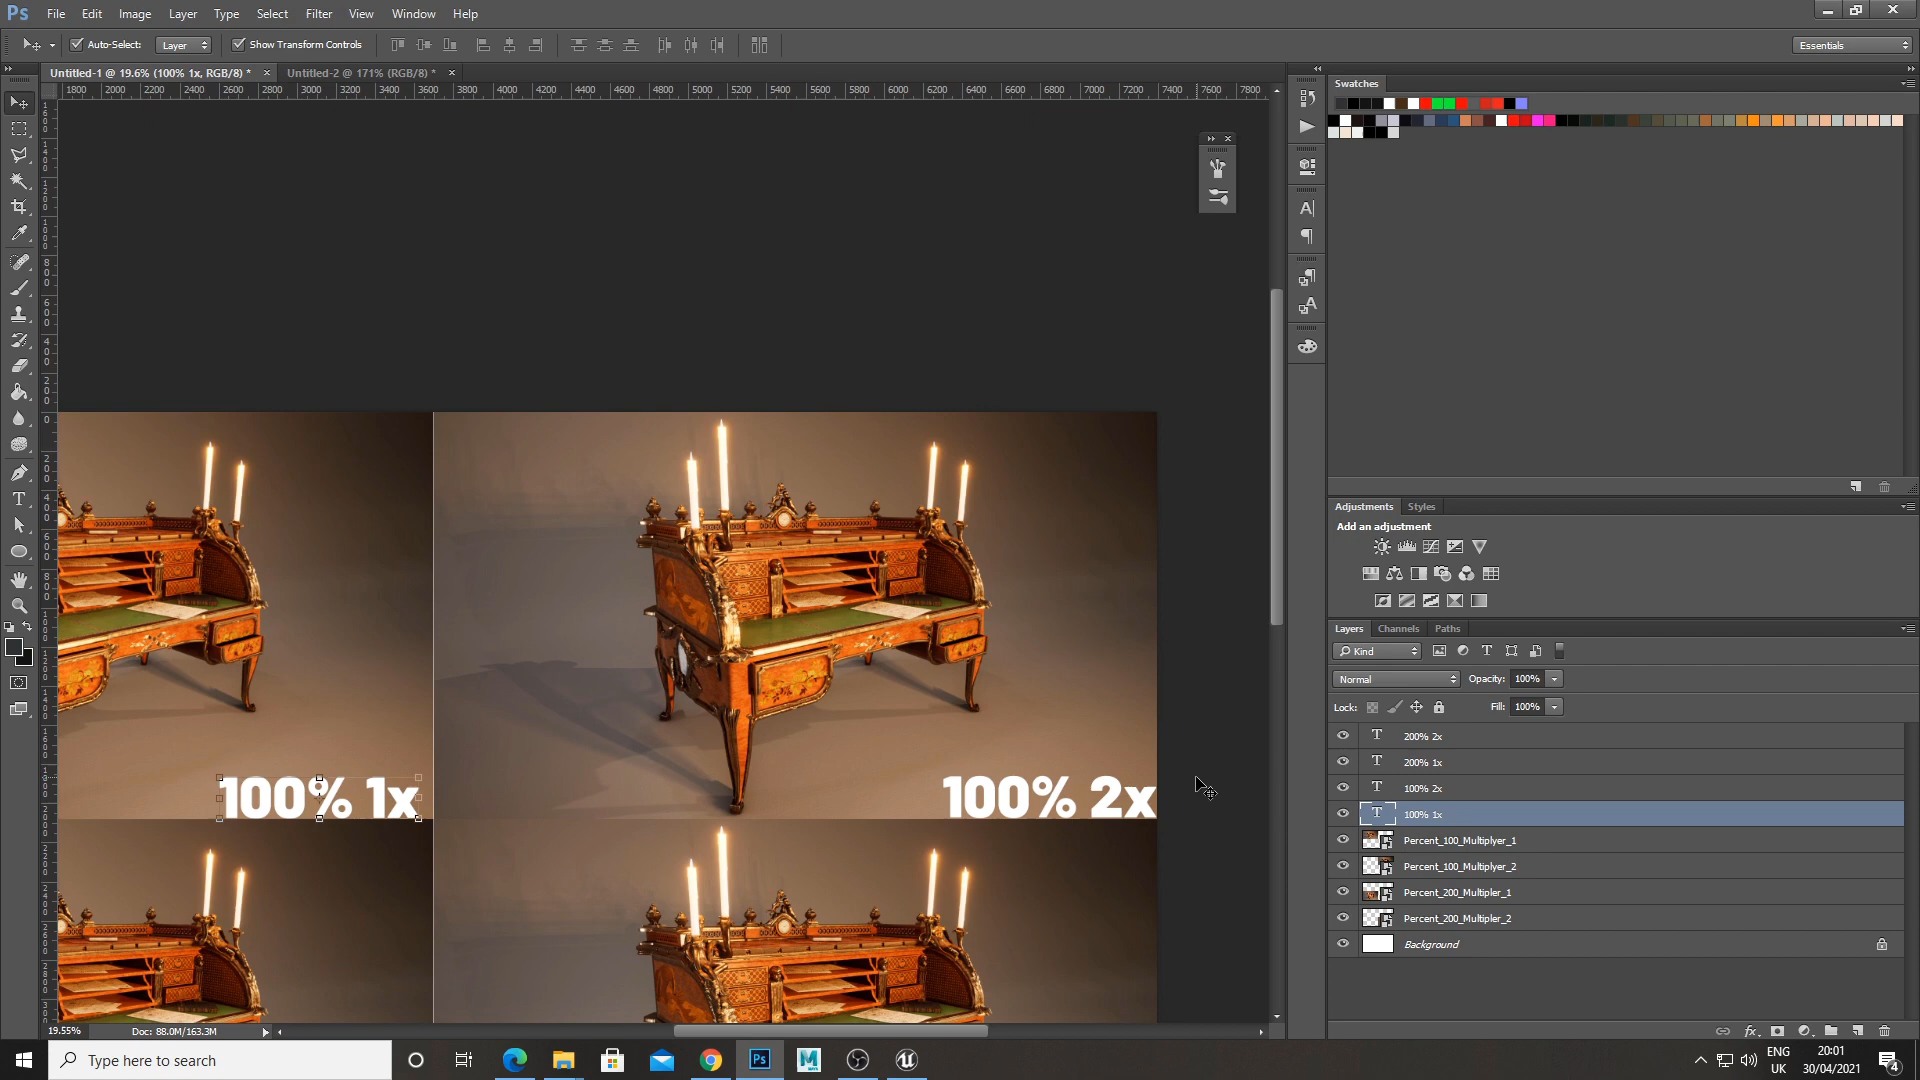 Ps File Edit Image Layer Type Select Filter View Window Help
Auto-Select: Layer Show Transform Controls Essentials
Untitled-1 @ 19.6% (100% 1x, RGB/8) * × Untitled-2 @ 171% (RGB/8) * ×
1800 2000 2200 2400 2600 2800 3000 3200 3400 3600 3800 4000 4200 4400 4600 4800 5000 5200 5400 5600 5800 6000 6200 6400 6600 6800 7000 7200 7400 7600 7800
Swatches
Adjustments Styles
Add an adjustment
Layers Channels Paths
Kind
Normal Opacity: 100%
Lock: Fill: 100%
200% 2x
200% 1x
100% 2x
100% 1x
Percent_100_Multiplyer_1
Percent_100_Multiplyer_2
Percent_200_Multipler_1
Percent_200_Multipler_2
Background
100% 1x
100% 2x
19.55% Doc: 88.0M/163.3M
Type here to search
ENG
UK
20:01
30/04/2021
4